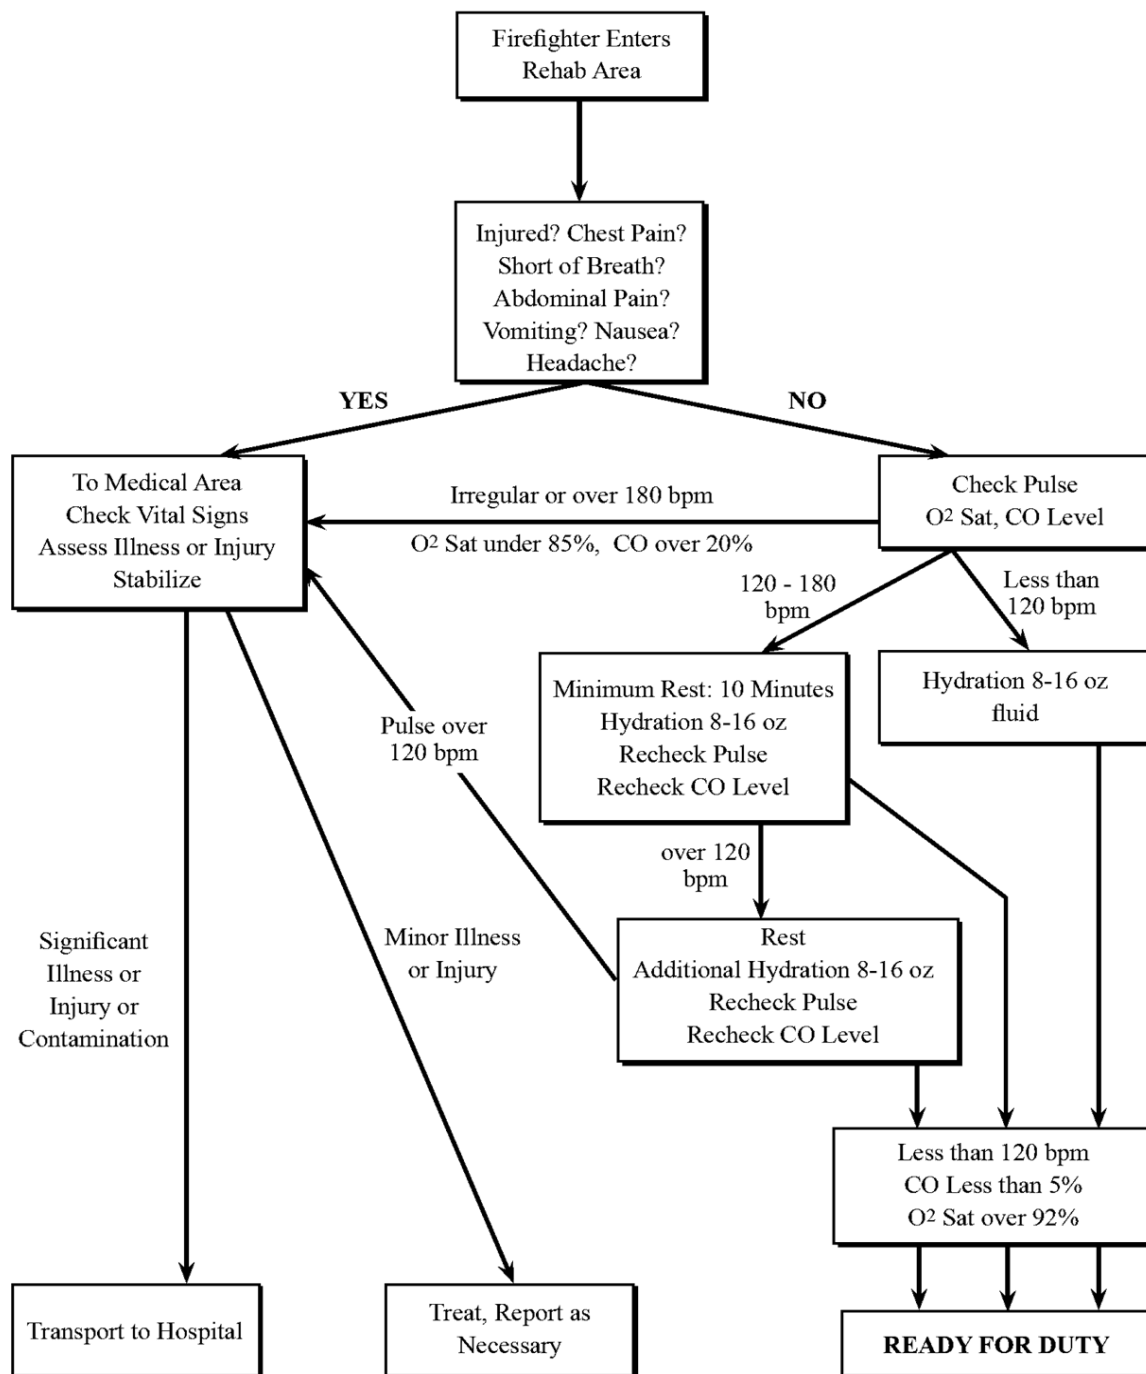 Firefighter Enters
Rehab Area
Injured? Chest Pain?
Short of Breath?
Abdominal Pain?
Vomiting? Nausea?
Headache?
YES
NO
To Medical Area
Check Vital Signs
Assess Illness or Injury
Stabilize
Irregular or over 180 bpm
O2 Sat under 85%, CO over 20%
Check Pulse
O2 Sat, CO Level
120 - 180
bpm
Less than
120 bpm
Minimum Rest: 10 Minutes
Hydration 8-16 oz
Recheck Pulse
Recheck CO Level
Hydration 8-16 oz
fluid
Pulse over
120 bpm
over 120
bpm
Rest
Additional Hydration 8-16 oz
Recheck Pulse
Recheck CO Level
Significant
Illness or
Injury or
Contamination
Minor Illness
or Injury
Less than 120 bpm
CO Less than 5%
O2 Sat over 92%
Transport to Hospital
Treat, Report as
Necessary
READY FOR DUTY